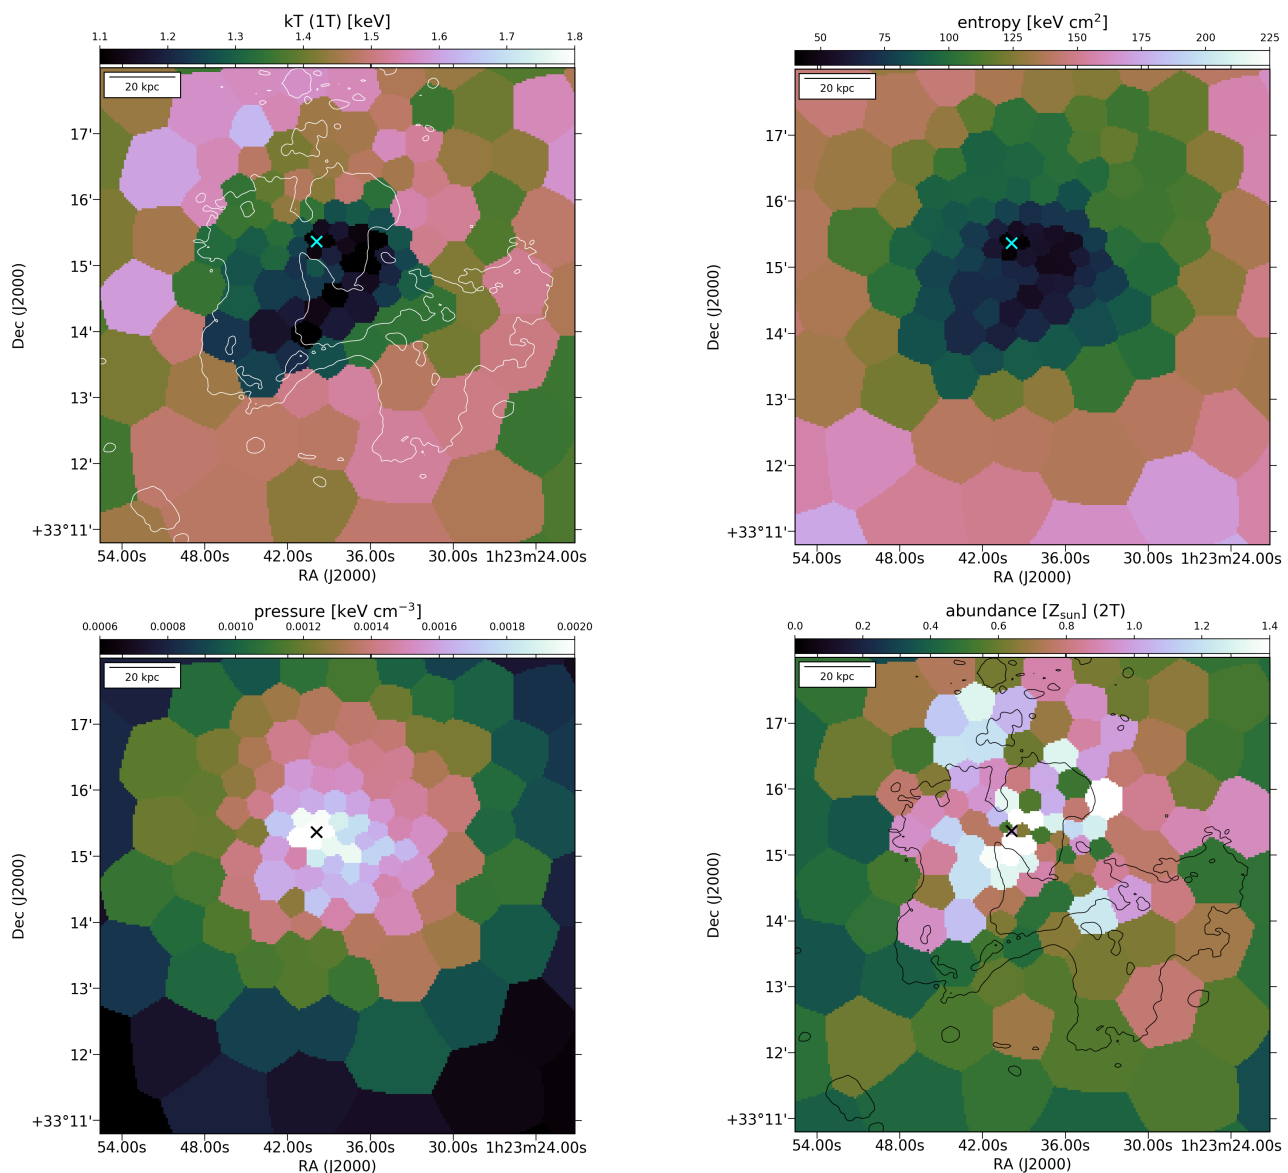 kT (1T) [keV]
1.1 1.2 1.3 1.4 1.5 1.6 1.7 1.8
20 kpc
17'
16'
15'
14'
13'
12'
+33°11'
Dec (J2000)
54.00s 48.00s 42.00s 36.00s 30.00s 1h23m24.00s
RA (J2000)
entropy [keV cm²]
50 75 100 125 150 175 200 225
20 kpc
17'
16'
15'
14'
13'
12'
+33°11'
Dec (J2000)
54.00s 48.00s 42.00s 36.00s 30.00s 1h23m24.00s
RA (J2000)
pressure [keV cm⁻³]
0.0006 0.0008 0.0010 0.0012 0.0014 0.0016 0.0018 0.0020
20 kpc
17'
16'
15'
14'
13'
12'
+33°11'
Dec (J2000)
54.00s 48.00s 42.00s 36.00s 30.00s 1h23m24.00s
RA (J2000)
abundance [Z_sun] (2T)
0.0 0.2 0.4 0.6 0.8 1.0 1.2 1.4
20 kpc
17'
16'
15'
14'
13'
12'
+33°11'
Dec (J2000)
54.00s 48.00s 42.00s 36.00s 30.00s 1h23m24.00s
RA (J2000)